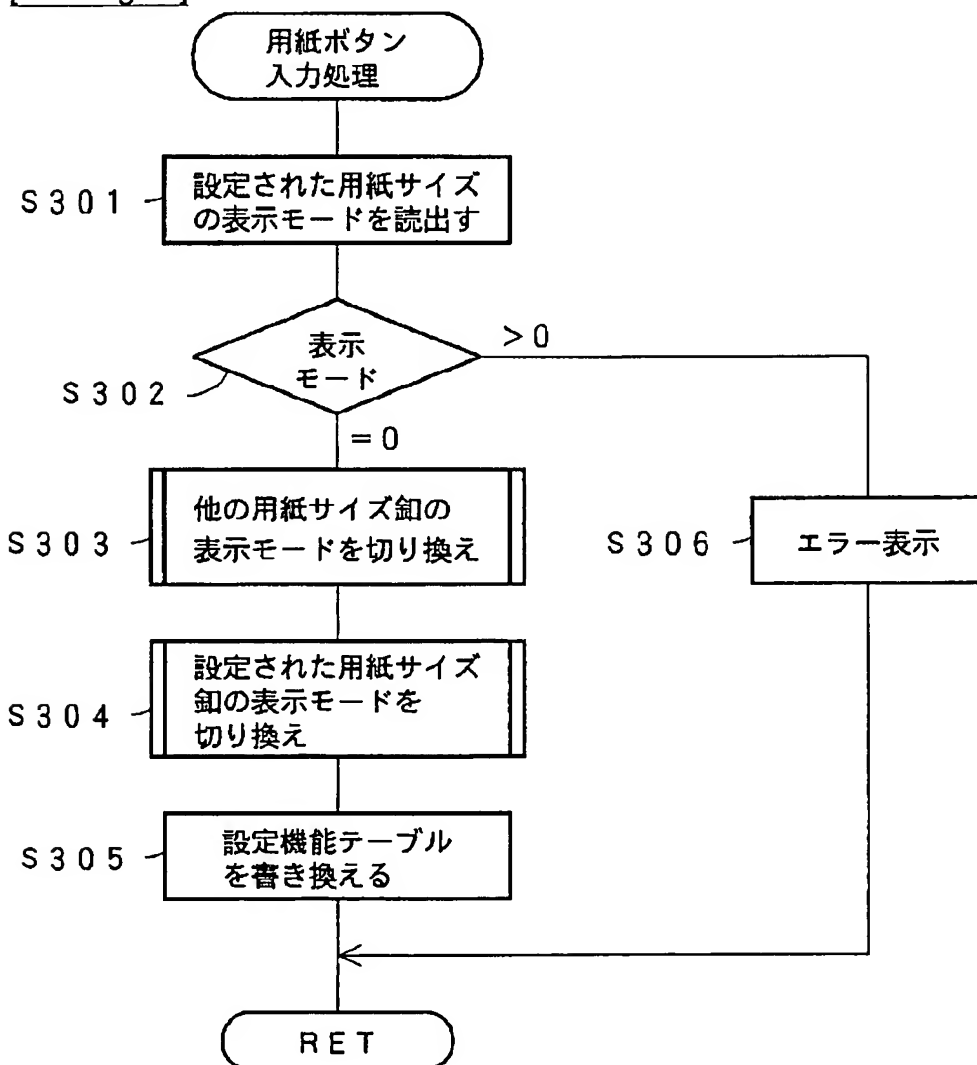 用紙ボタン
入力処理
S301
設定された用紙サイズ
の表示モードを読出す
表示
モード
>0
S302
=0
S303
他の用紙サイズ釦の
表示モードを切り換え
S306
エラー表示
S304
設定された用紙サイズ
釦の表示モードを
切り換え
S305
設定機能テーブル
を書き換える
RET